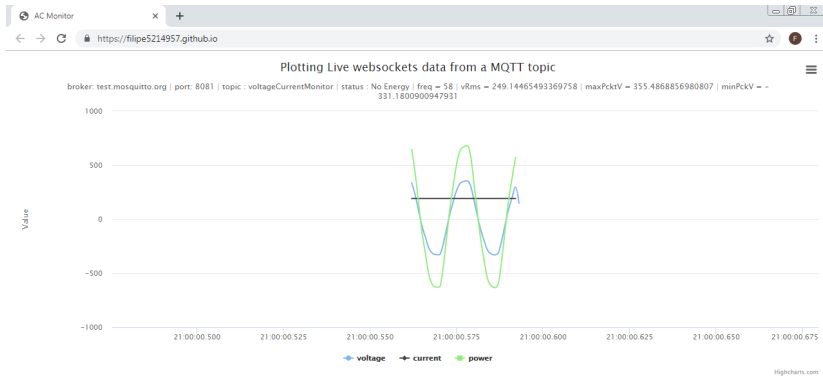 AC Monitor
https://filipe5214957.github.io
F
Plotting Live websockets data from a MQTT topic
broker: test.mosquitto.org | port: 8081 | topic : voltageCurrentMonitor | status : No Energy | freq = 58 | vRms = 249.14465493369758 | maxPcktV = 355.4868856980807 | minPckV = -
331.1800900947931
1000
500
0
-500
-1000
Value
21:00:00.500
21:00:00.525
21:00:00.550
21:00:00.575
21:00:00.600
21:00:00.625
21:00:00.650
21:00:00.675
voltage
current
power
Highcharts.com